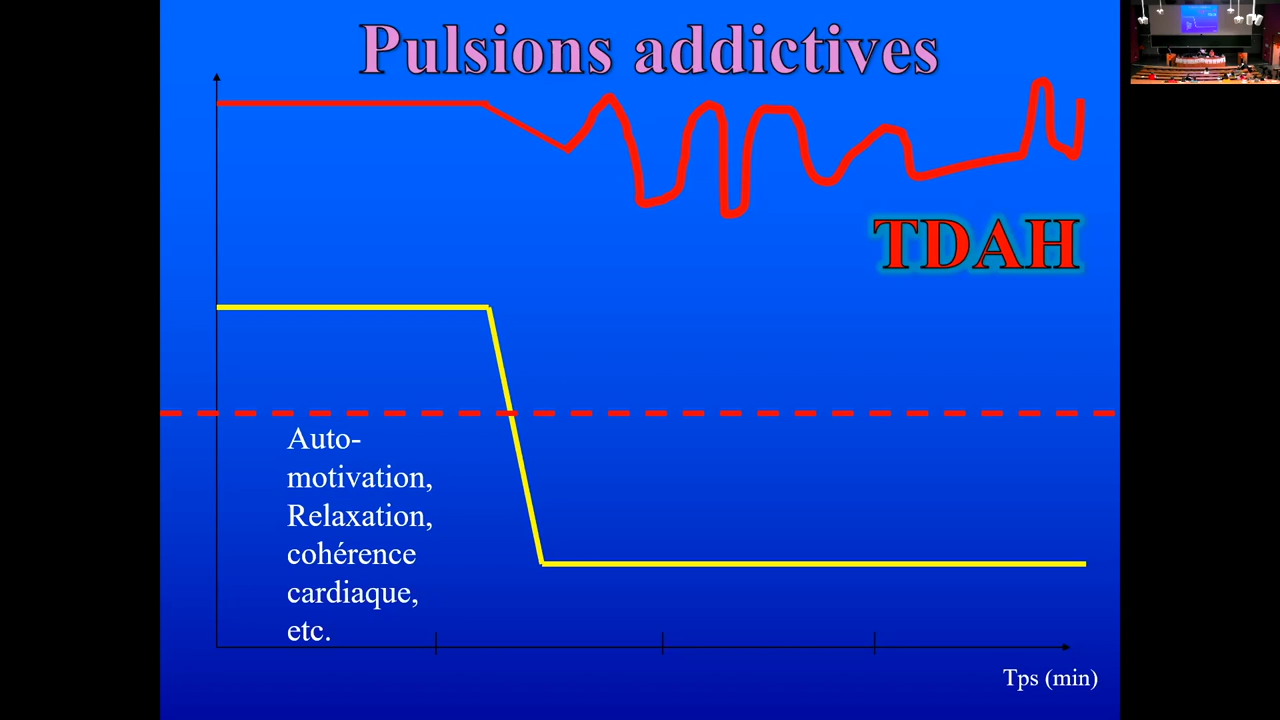 Pulsions addictives
TDAH
Auto-
motivation,
Relaxation,
cohérence
cardiaque,
etc.
Tps (min)